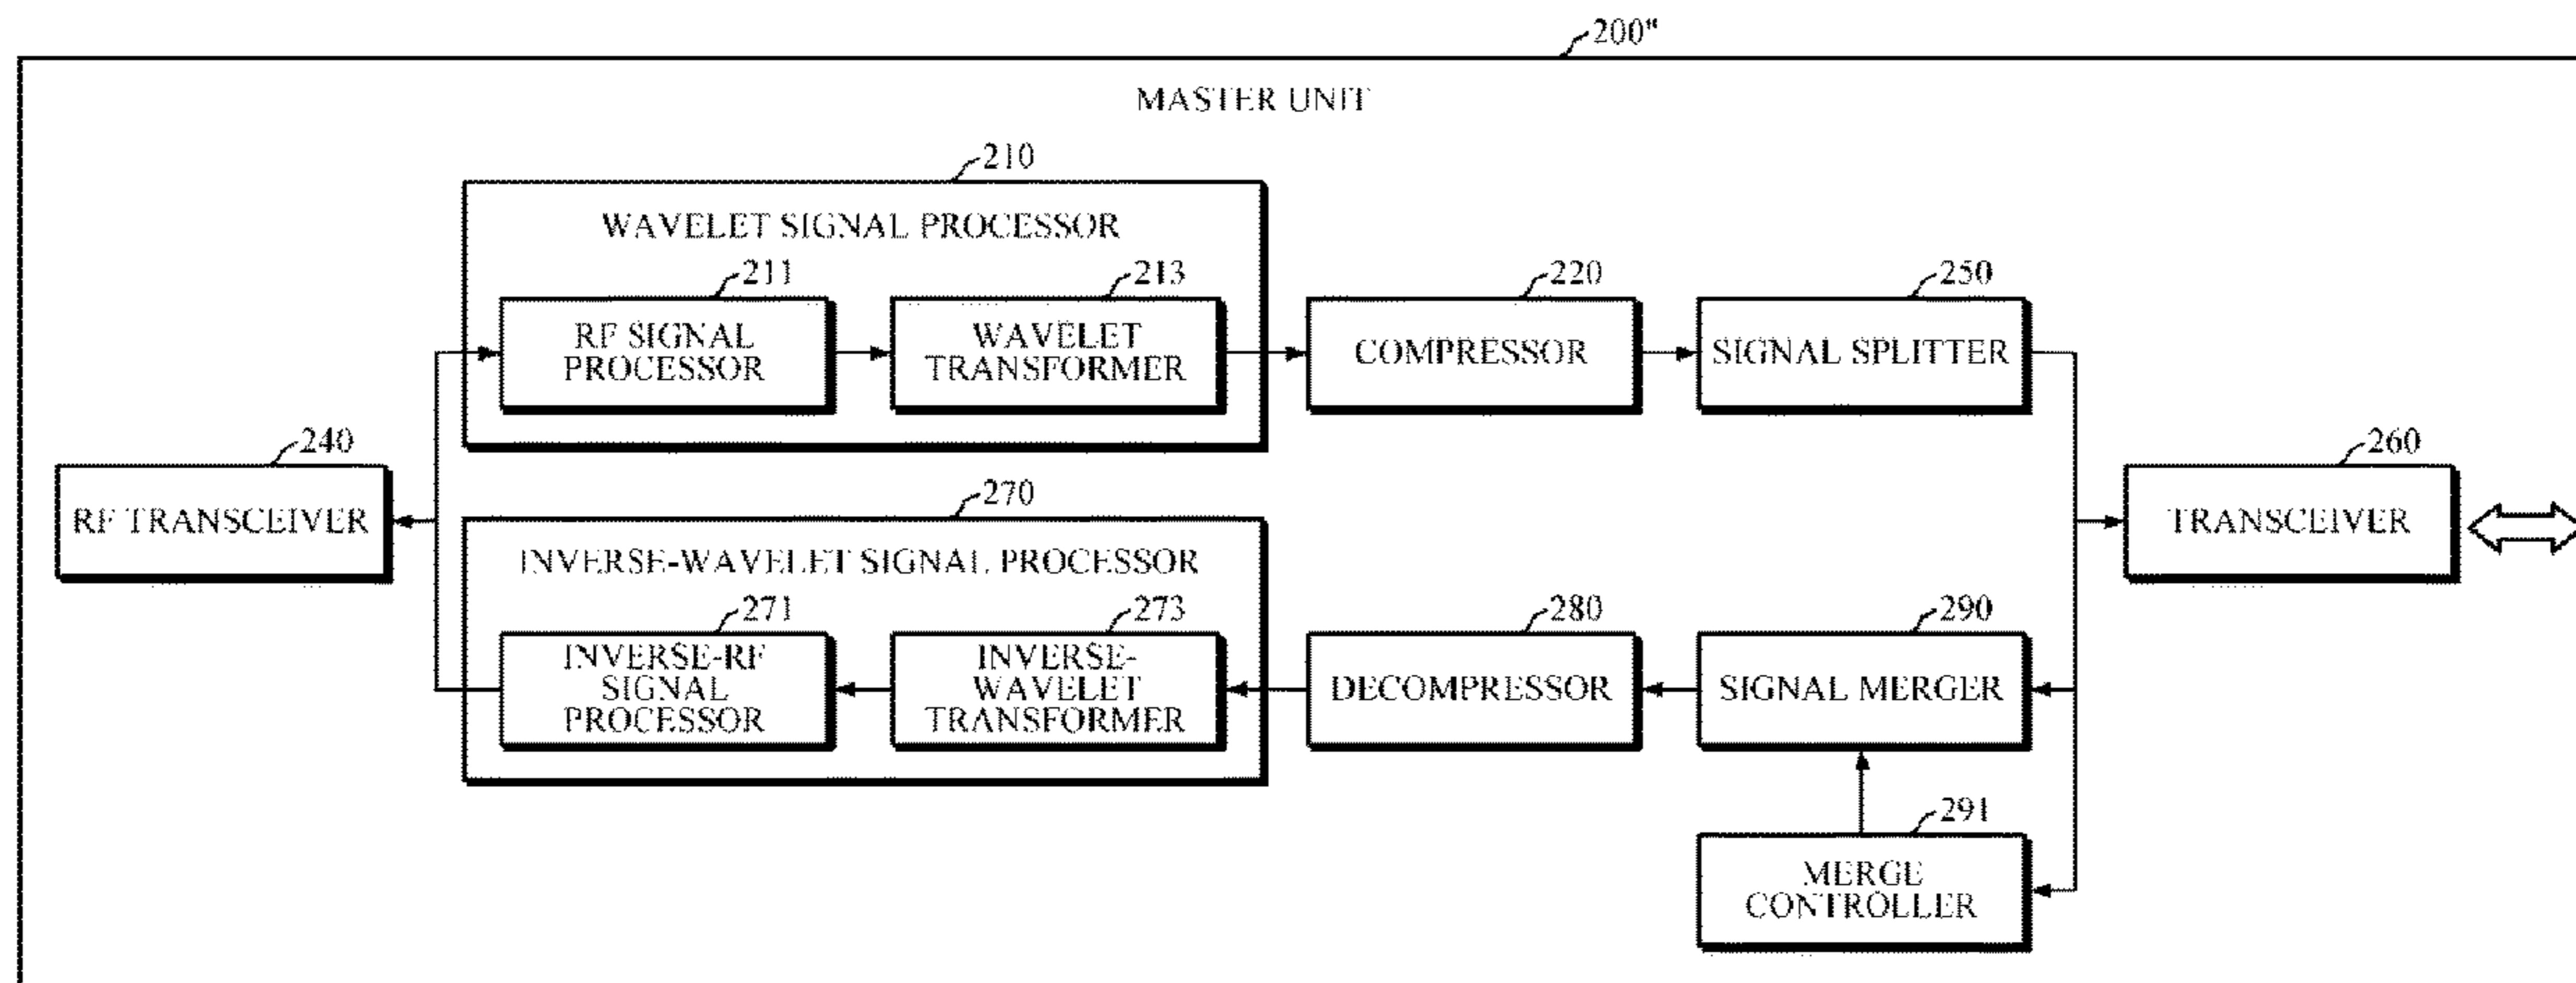 200"
MASTER UNIT
210
WAVELET SIGNAL PROCESSOR
211
213
220
250
RF SIGNAL
PROCESSOR
WAVELET
TRANSFORMER
COMPRESSOR
SIGNAL SPLITTER
240
RF TRANSCEIVER
260
TRANSCEIVER
270
INVERSE-WAVELET SIGNAL PROCESSOR
271
273
280
290
INVERSE-RF
SIGNAL
PROCESSOR
INVERSE-
WAVELET
TRANSFORMER
DECOMPRESSOR
SIGNAL MERGER
291
MERGE
CONTROLLER